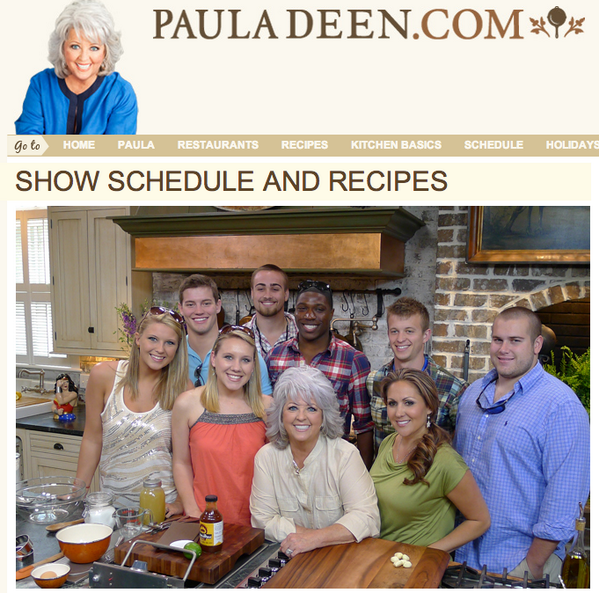 PAULA DEEN.COM
Go to HOME PAULA RESTAURANTS RECIPES KITCHEN BASICS SCHEDULE HOLIDAYS
SHOW SCHEDULE AND RECIPES